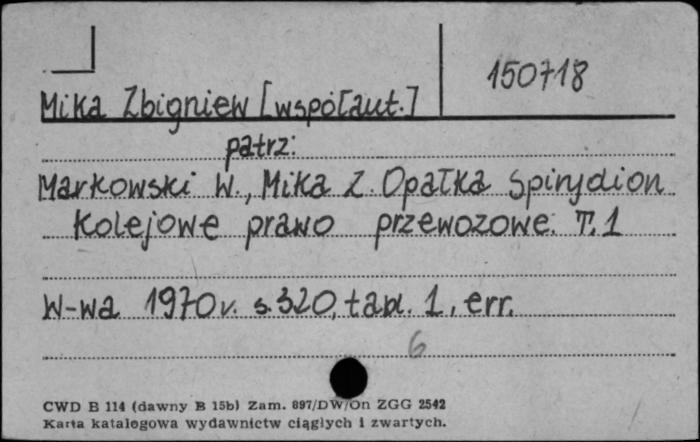 150718
Mika Zbigniew [współaut.]
patrz:
Markowski W., Mika Z. Opałka Spirydion
Kolejowe prawo przewozowe. T. 1
W-wa 1970 r. s. 320, tabl. 1, err.
6
CWD B 114 (dawny B 15b) Zam. 897/DW/On ZGG 2542
Karta katalogowa wydawnictw ciągłych i zwartych.